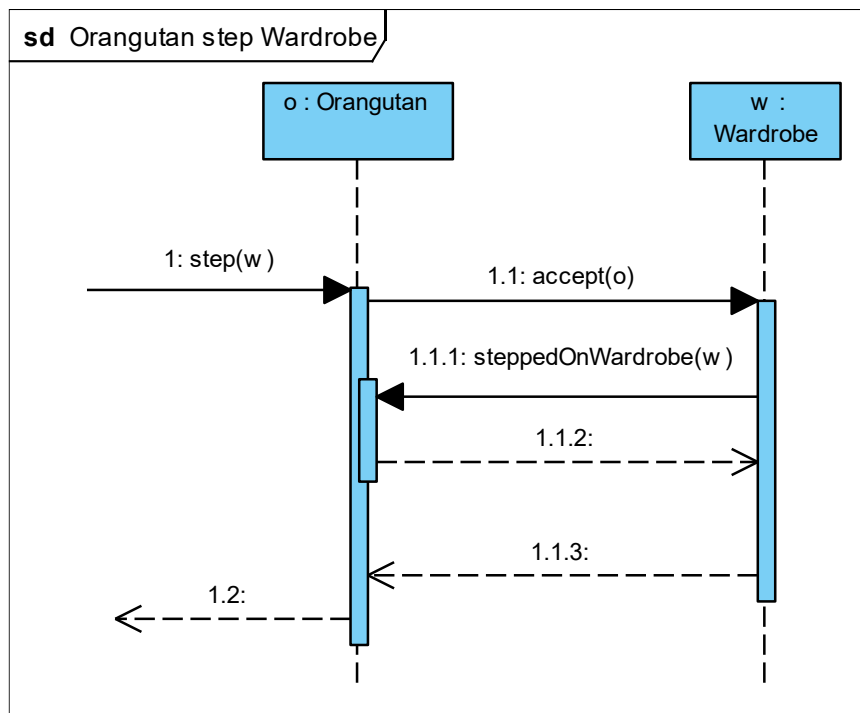 sd Orangutan step Wardrobe
o : Orangutan
w :
Wardrobe
1: step(w )
1.1: accept(o)
1.1.1: steppedOnWardrobe(w )
1.1.2:
1.1.3:
1.2: